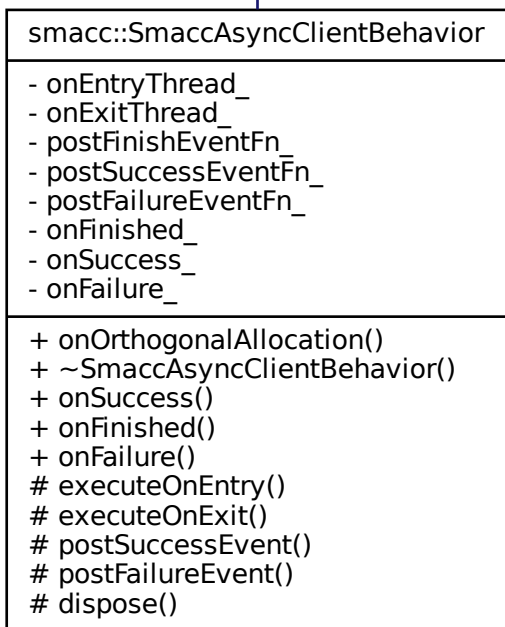 smacc::SmaccAsyncClientBehavior
- onEntryThread_
- onExitThread_
- postFinishEventFn_
- postSuccessEventFn_
- postFailureEventFn_
- onFinished_
- onSuccess_
- onFailure_
+ onOrthogonalAllocation()
+ ~SmaccAsyncClientBehavior()
+ onSuccess()
+ onFinished()
+ onFailure()
# executeOnEntry()
# executeOnExit()
# postSuccessEvent()
# postFailureEvent()
# dispose()